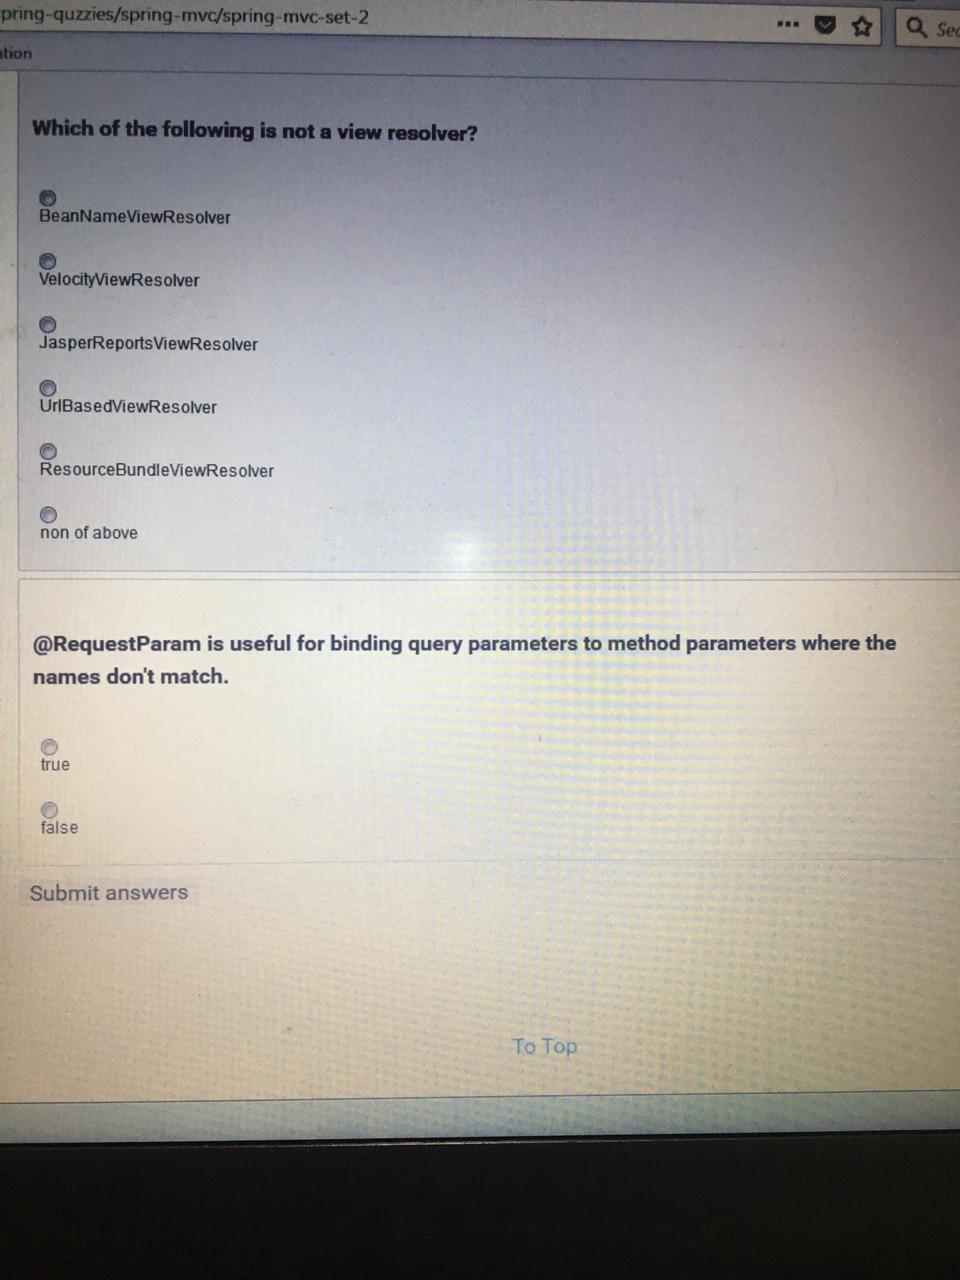 pring-quzzies/spring-mvc/spring-mvc-set-2
ation
Which of the following is not a view resolver?
BeanNameViewResolver
VelocityViewResolver
JasperReportsViewResolver
UrlBasedViewResolver
ResourceBundleViewResolver
non of above
@RequestParam is useful for binding query parameters to method parameters where the
names don't match.
true
false
Submit answers
To Top